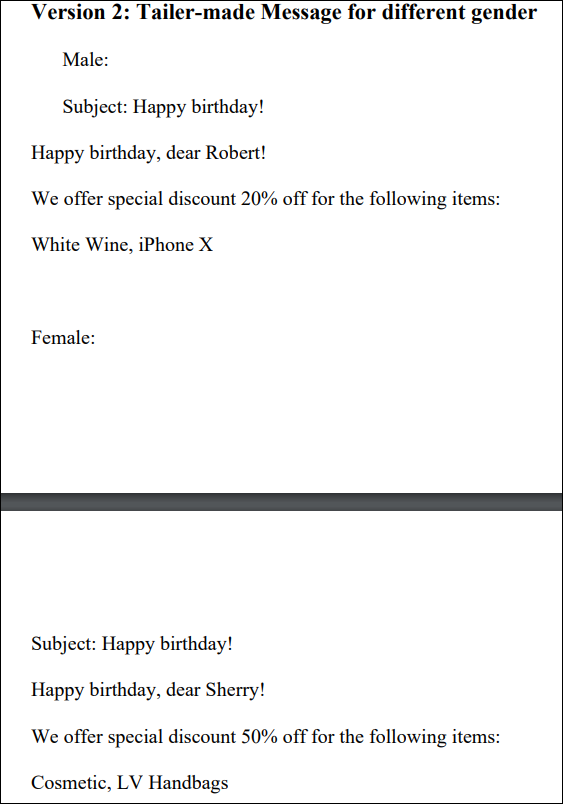 Version 2: Tailer-made Message for different gender
Male:
Subject: Happy birthday!
Happy birthday, dear Robert!
We offer special discount 20% off for the following items:
White Wine, iPhone X
Female:
Subject: Happy birthday!
Happy birthday, dear Sherry!
We offer special discount 50% off for the following items:
Cosmetic, LV Handbags